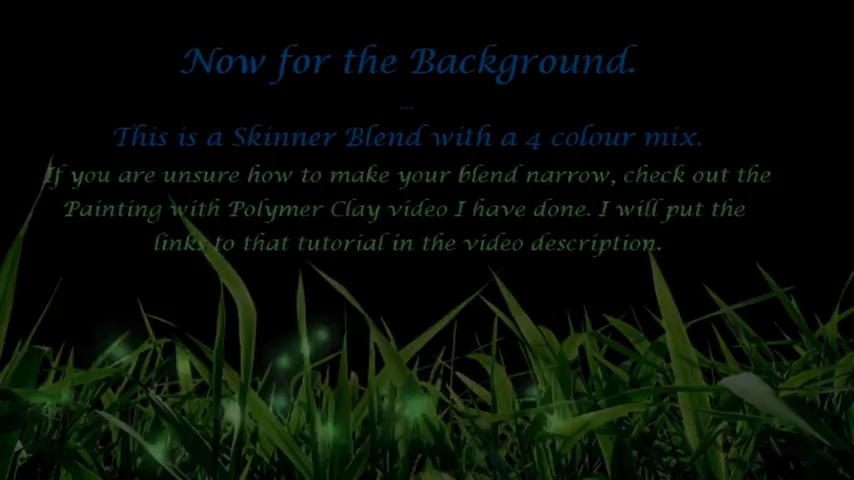 Now for the Background.
...
This is a Skinner Blend with a 4 colour mix.
If you are unsure how to make your blend narrow, check out the
Painting with Polymer Clay video I have done. I will put the
links to that tutorial in the video description.